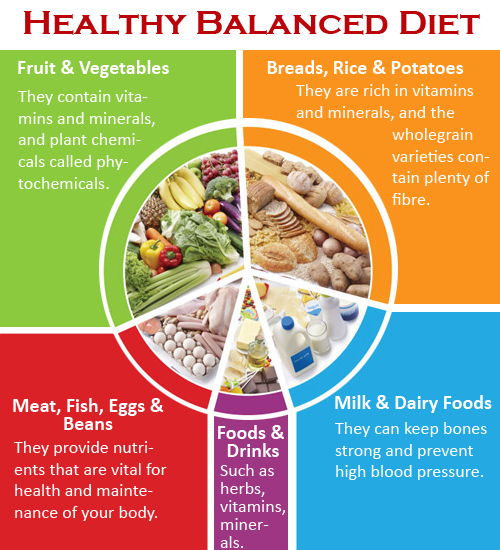 HEALTHY BALANCED DIET
Fruit & Vegetables
They contain vita-
mins and minerals,
and plant chemi-
cals called phy-
tochemicals.
Breads, Rice & Potatoes
They are rich in vitamins
and minerals, and the
wholegrain
varieties con-
tain plenty of
fibre.
Meat, Fish, Eggs &
Beans
They provide nutri-
ents that are vital for
health and mainte-
nance of your body.
Foods &
Drinks
Such as
herbs,
vitamins,
miner-
als.
Milk & Dairy Foods
They can keep bones
strong and prevent
high blood pressure.